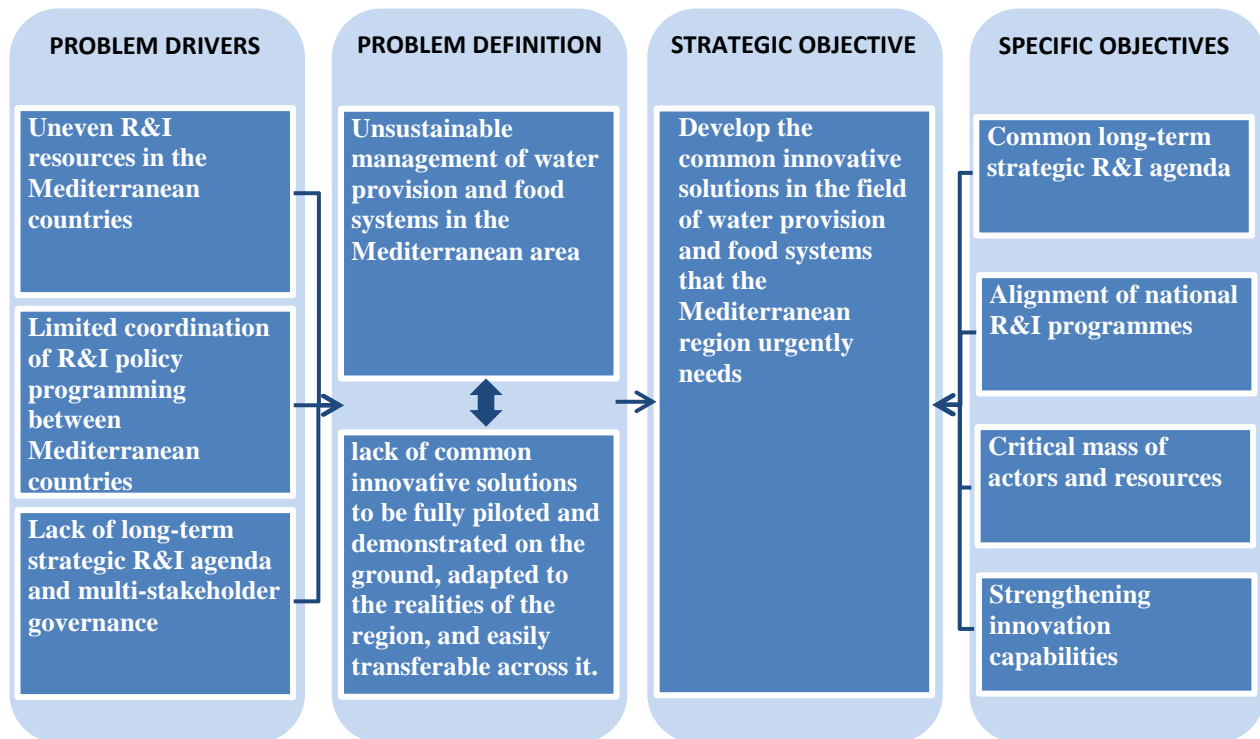 PROBLEM DRIVERS
Uneven R&I
resources in the
Mediterranean
countries
Limited coordination
of R&I policy
programming
between
Mediterranean
countries
Lack of long-term
strategic R&I agenda
and multi-stakeholder
governance
PROBLEM DEFINITION
Unsustainable
management of water
provision and food
systems in the
Mediterranean area
lack of common
innovative solutions
to be fully piloted and
demonstrated on the
ground, adapted to
the realities of the
region, and easily
transferable across it.
STRATEGIC OBJECTIVE
Develop the
common innovative
solutions in the field
of water provision
and food systems
that the
Mediterranean
region urgently
needs
SPECIFIC OBJECTIVES
Common long-term
strategic R&I agenda
Alignment of national
R&I programmes
Critical mass of
actors and resources
Strengthening
innovation
capabilities